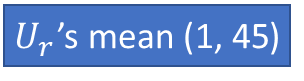 U_r's mean (1, 45)